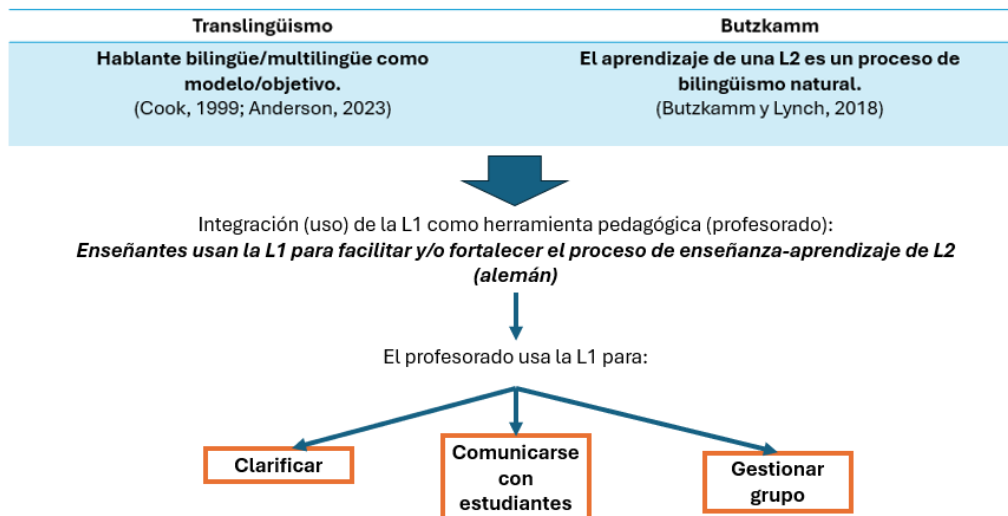 Translingüismo
Butzkamm
Hablante bilingüe/multilingüe como
modelo/objetivo.
(Cook, 1999; Anderson, 2023)
El aprendizaje de una L2 es un proceso de
bilingüismo natural.
(Butzkamm y Lynch, 2018)
Integración (uso) de la L1 como herramienta pedagógica (profesorado):
Enseñantes usan la L1 para facilitar y/o fortalecer el proceso de enseñanza-aprendizaje de L2
(alemán)
El profesorado usa la L1 para:
Clarificar
Comunicarse
con
estudiantes
Gestionar
grupo